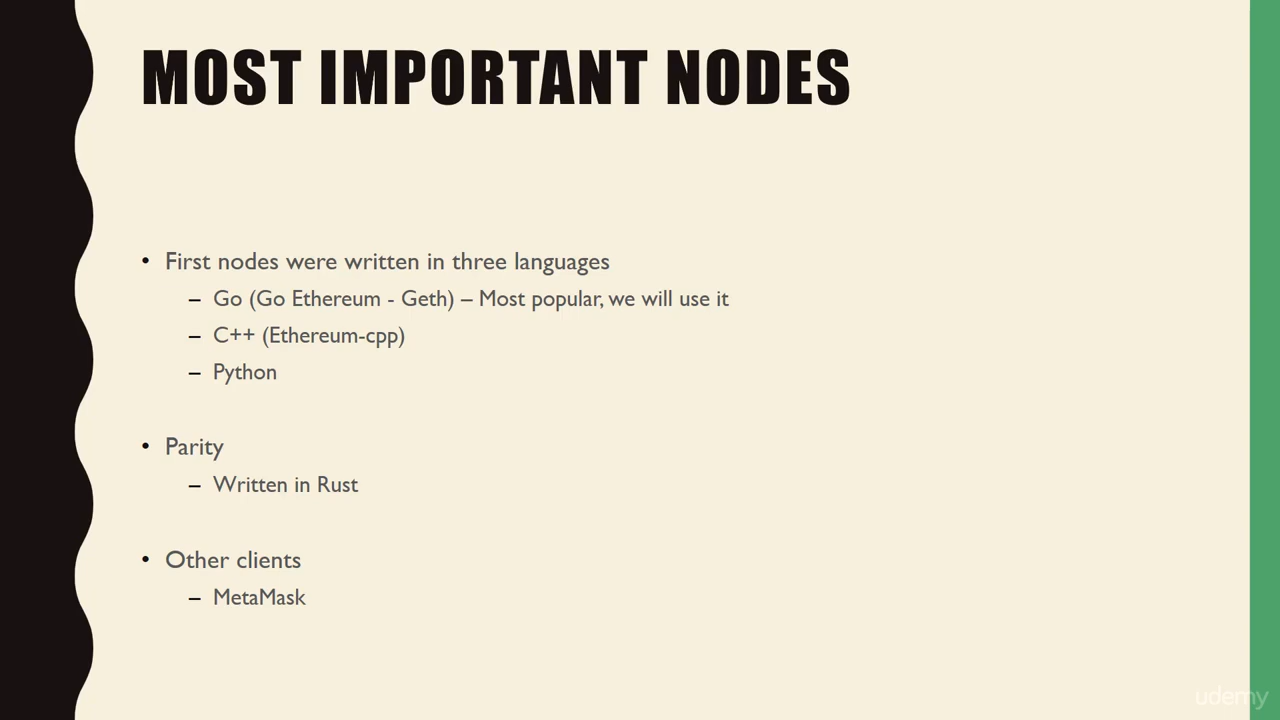 MOST IMPORTANT NODES
• First nodes were written in three languages
– Go (Go Ethereum - Geth) – Most popular, we will use it
– C++ (Ethereum-cpp)
– Python
• Parity
– Written in Rust
• Other clients
– MetaMask
udemy